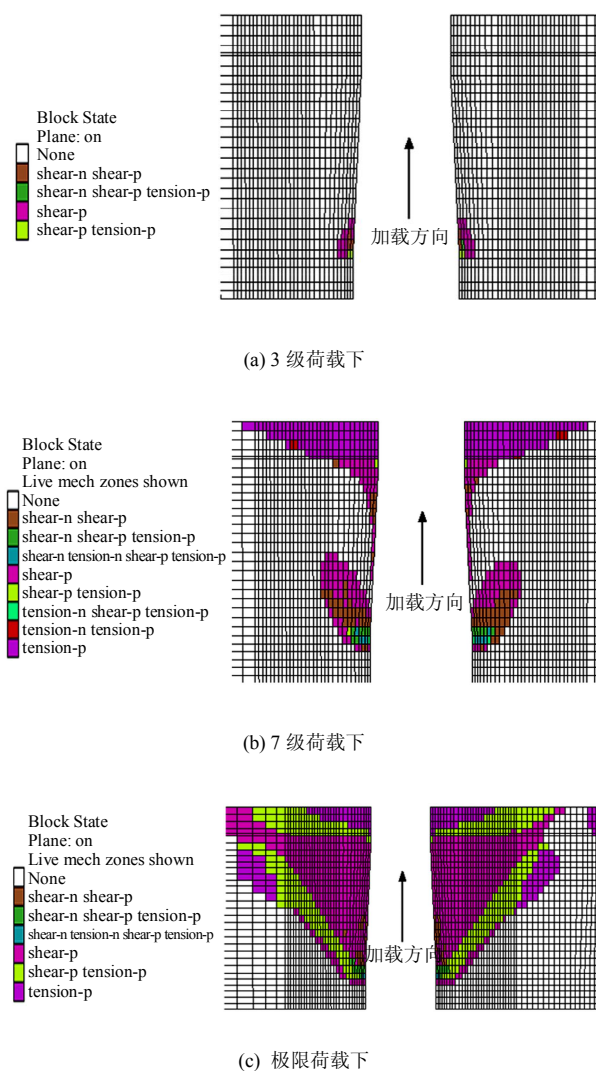 Block State
Plane: on
None
shear-n shear-p
shear-n shear-p tension-p
shear-p
shear-p tension-p
加载方向
(a) 3 级荷载下
Block State
Plane: on
Live mech zones shown
None
shear-n shear-p
shear-n shear-p tension-p
shear-n tension-n shear-p tension-p
shear-p
shear-p tension-p
tension-n shear-p tension-p
tension-n tension-p
tension-p
加载方向
(b) 7 级荷载下
Block State
Plane: on
Live mech zones shown
None
shear-n shear-p
shear-n shear-p tension-p
shear-n tension-n shear-p tension-p
shear-p
shear-p tension-p
tension-p
加载方向
(c) 极限荷载下